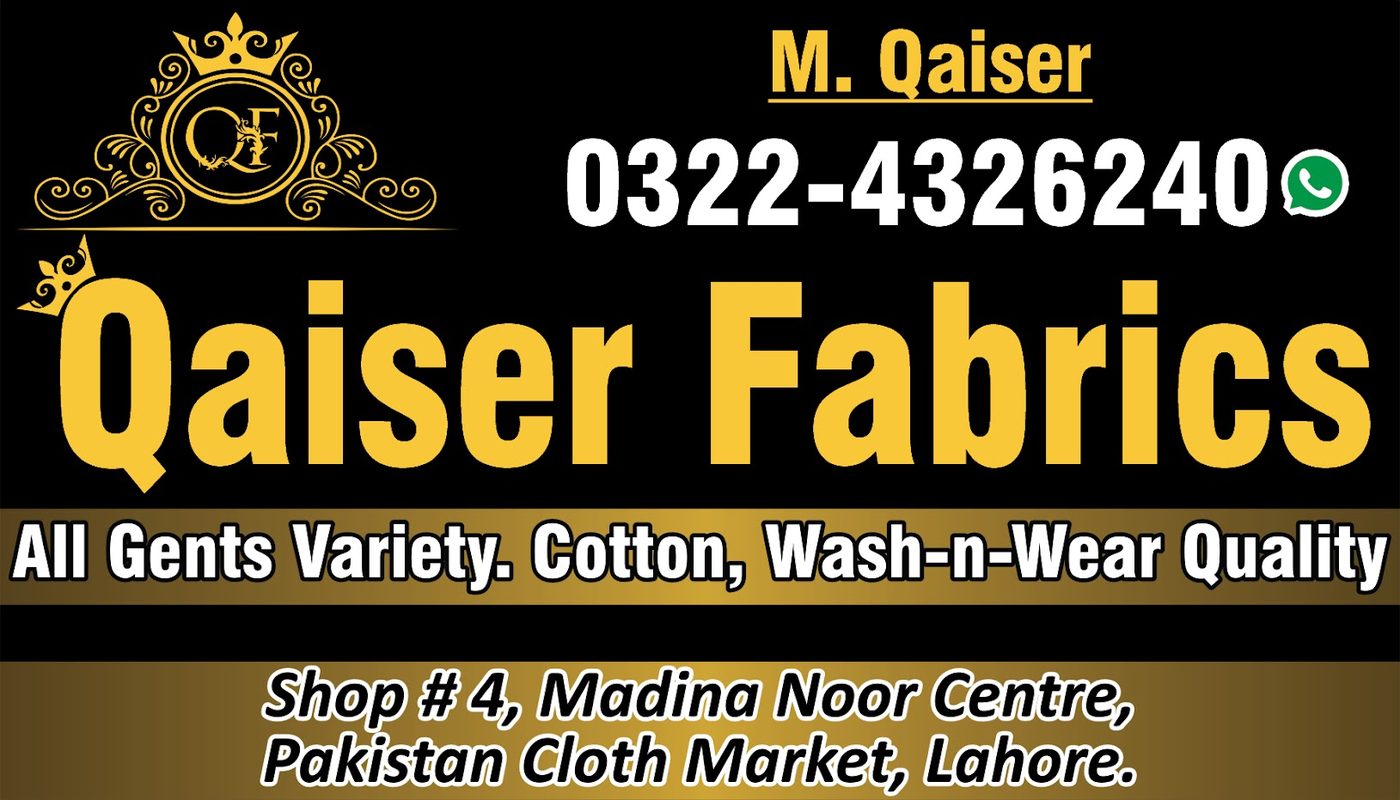 QF
M. Qaiser
0322-4326240
Qaiser Fabrics
All Gents Variety. Cotton, Wash-n-Wear Quality
Shop # 4, Madina Noor Centre,
Pakistan Cloth Market, Lahore.